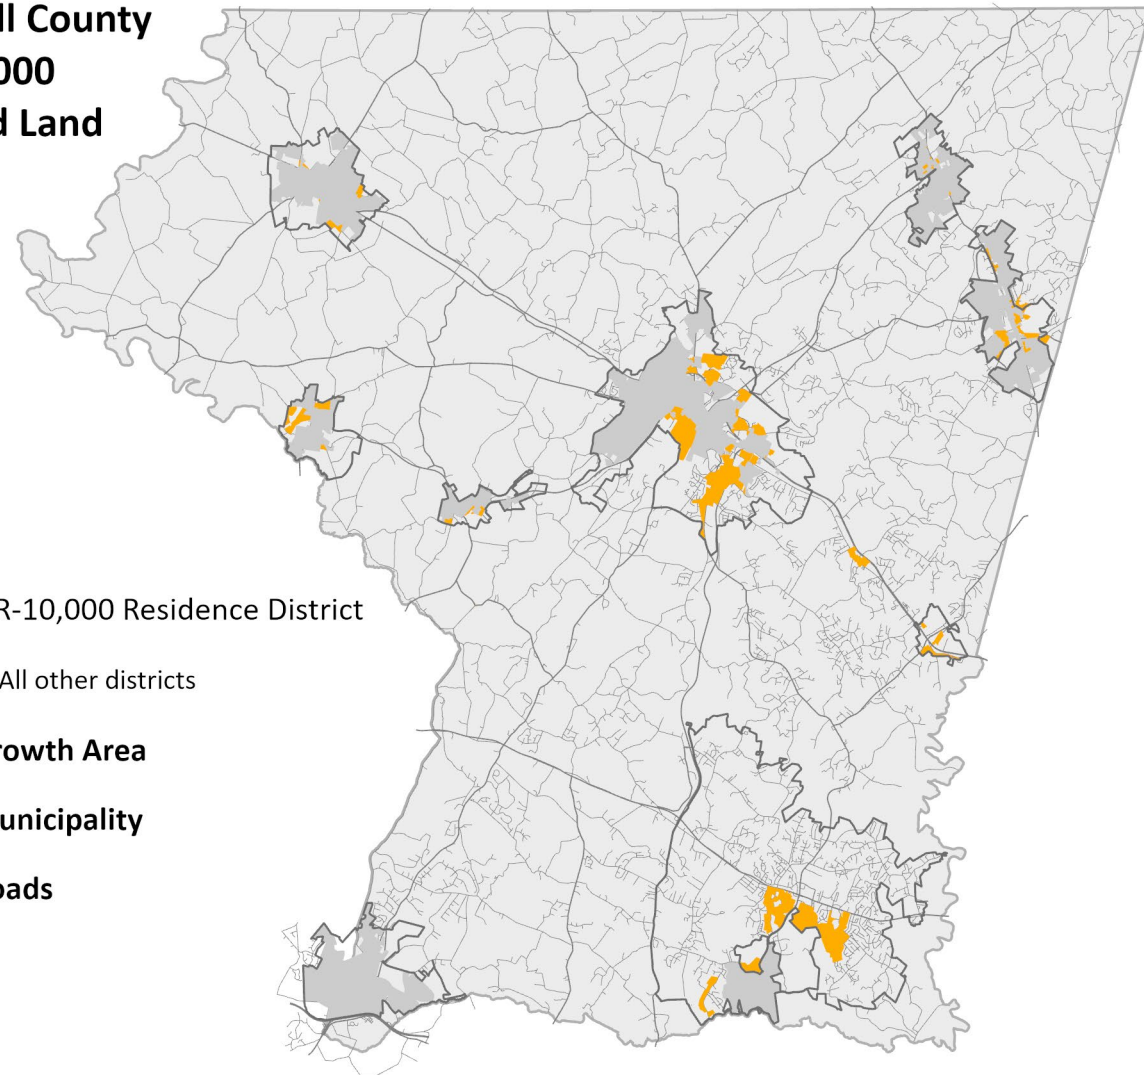 ll County
000
d Land
R-10,000 Residence District
All other districts
rowth Area
unicipality
oads